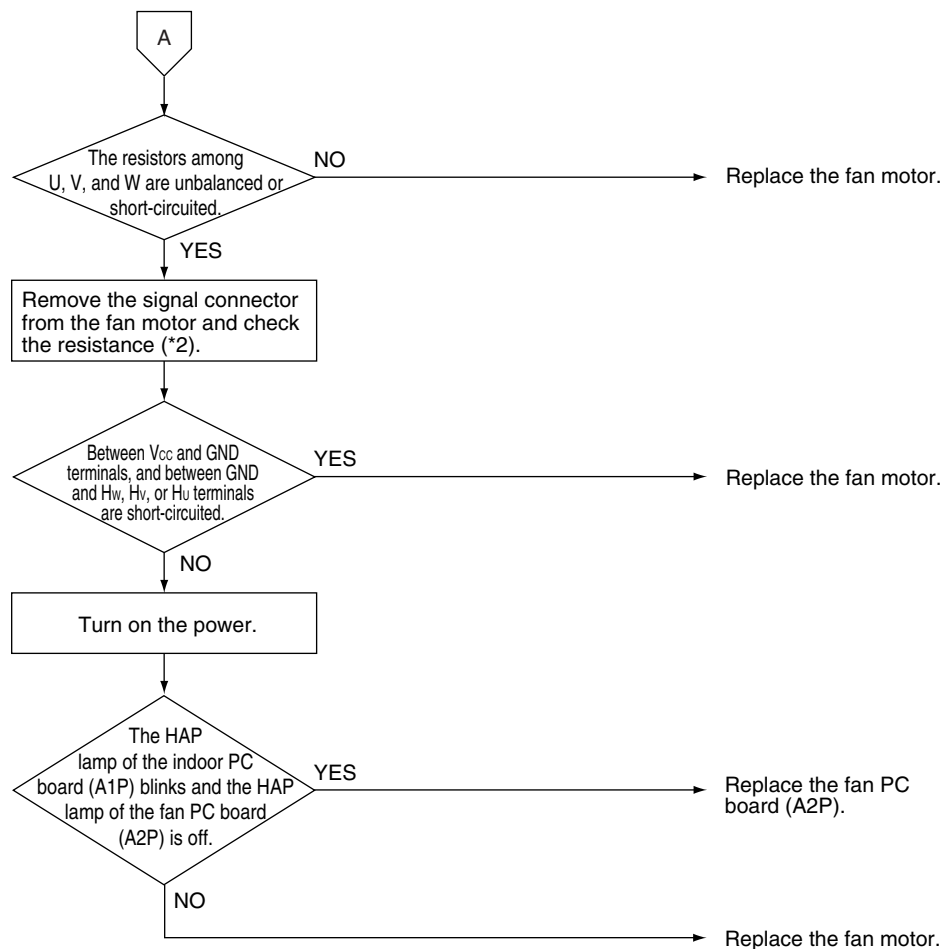 A
The resistors among
U, V, and W are unbalanced or
short-circuited.
NO
Replace the fan motor.
YES
Remove the signal connector
from the fan motor and check
the resistance (*2).
Between Vcc and GND
terminals, and between GND
and Hw, Hv, or Hu terminals
are short-circuited.
YES
Replace the fan motor.
NO
Turn on the power.
The HAP
lamp of the indoor PC
board (A1P) blinks and the HAP
lamp of the fan PC board
(A2P) is off.
YES
Replace the fan PC
board (A2P).
NO
Replace the fan motor.